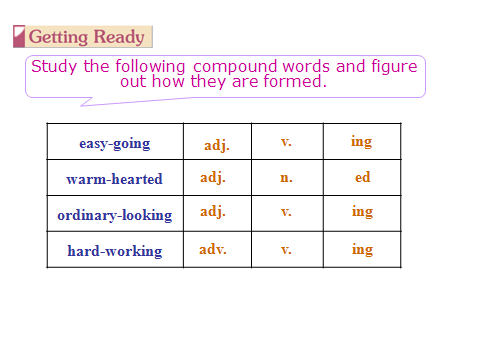 Getting Ready
Study the following compound words and figure
out how they are formed.
easy-going adj. v. ing
warm-hearted adj. n. ed
ordinary-looking adj. v. ing
hard-working adv. v. ing